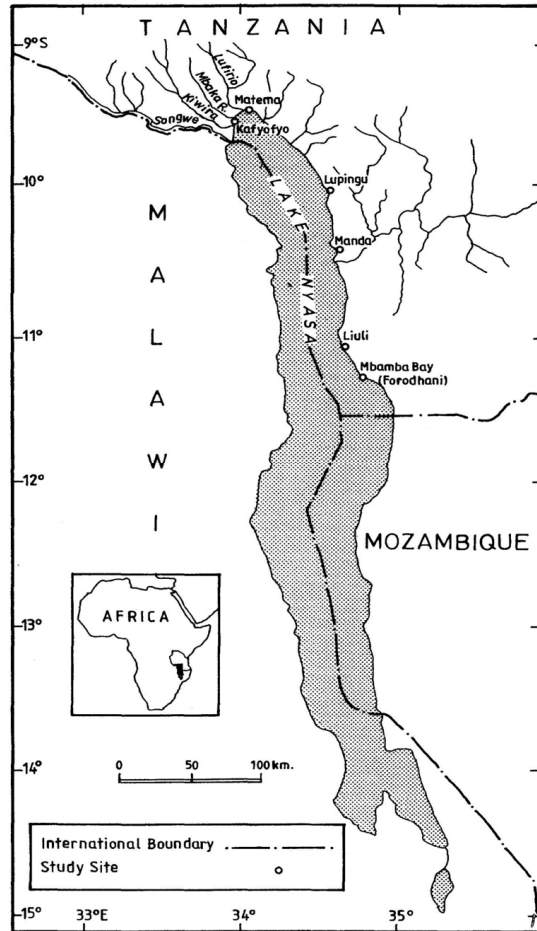 TANZANIA
9°S
Lufirio
Mbaka R.
Kiwira
Songwe
Matema
Kafyofyo
10°
Lupingu
LAKE NYASA
Manda
MALAWI
11°
Liuli
Mbamba Bay
(Forodhani)
12°
MOZAMBIQUE
AFRICA
13°
14°
0 50 100 km.
International Boundary
Study Site
15°
33°E
34°
35°